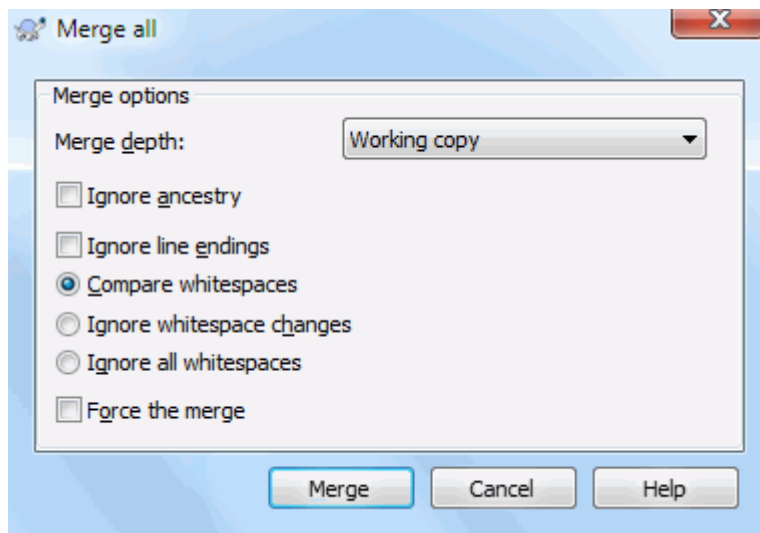 Merge all
Merge options
Merge depth: Working copy
Ignore ancestry
Ignore line endings
Compare whitespaces
Ignore whitespace changes
Ignore all whitespaces
Force the merge
Merge Cancel Help